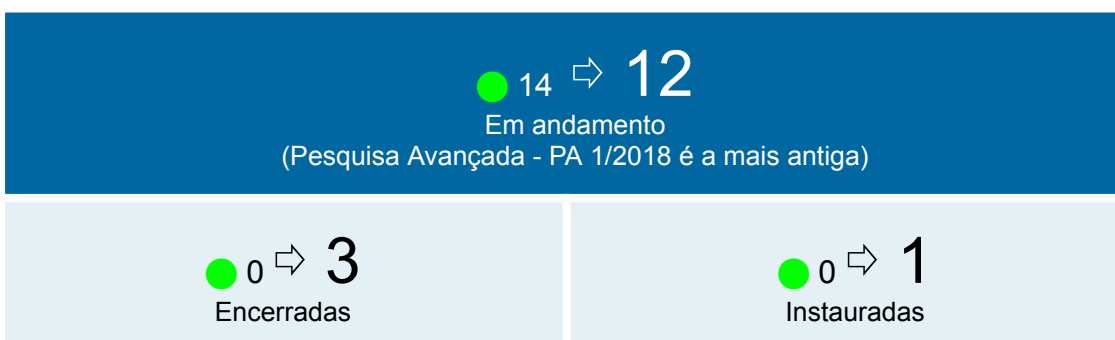 14 ⇨ 12
Em andamento
(Pesquisa Avançada - PA 1/2018 é a mais antiga)
0 ⇨ 3
Encerradas
0 ⇨ 1
Instauradas